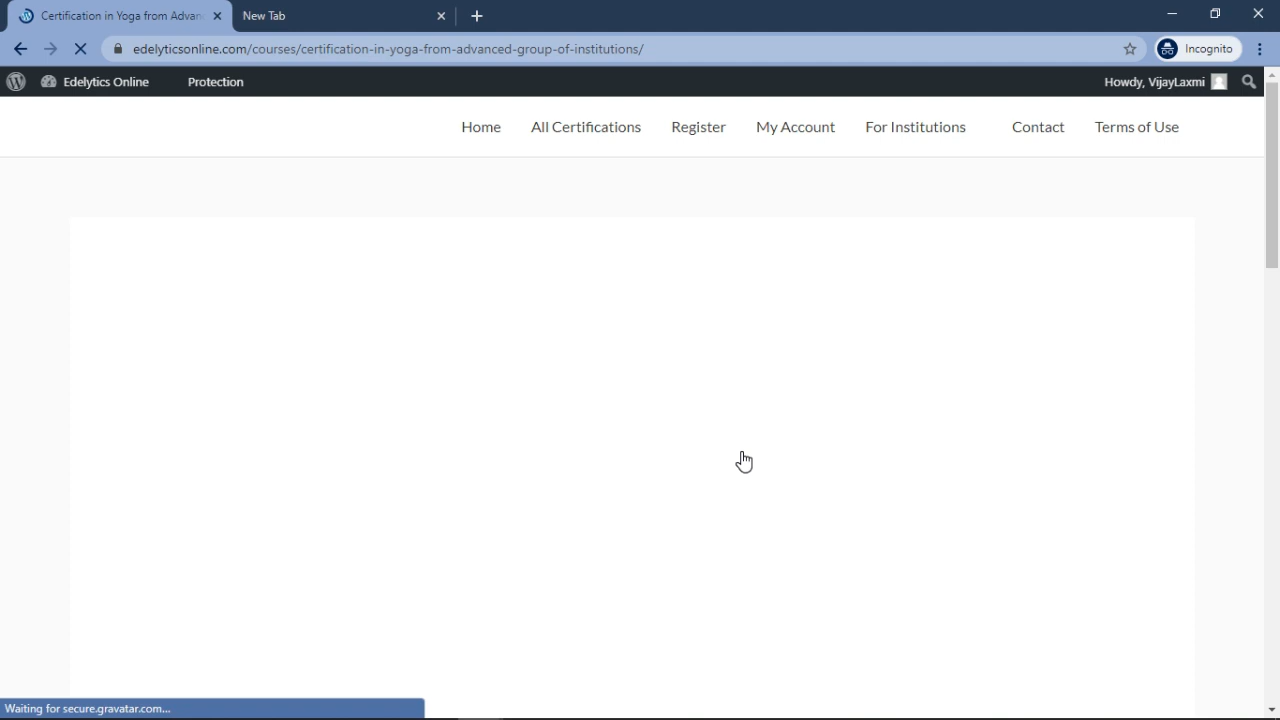 Certification in Yoga from Advan
New Tab
edelyticsonline.com/courses/certification-in-yoga-from-advanced-group-of-institutions/
Incognito
Edelytics Online
Protection
Howdy, VijayLaxmi
Home
All Certifications
Register
My Account
For Institutions
Contact
Terms of Use
Waiting for secure.gravatar.com...